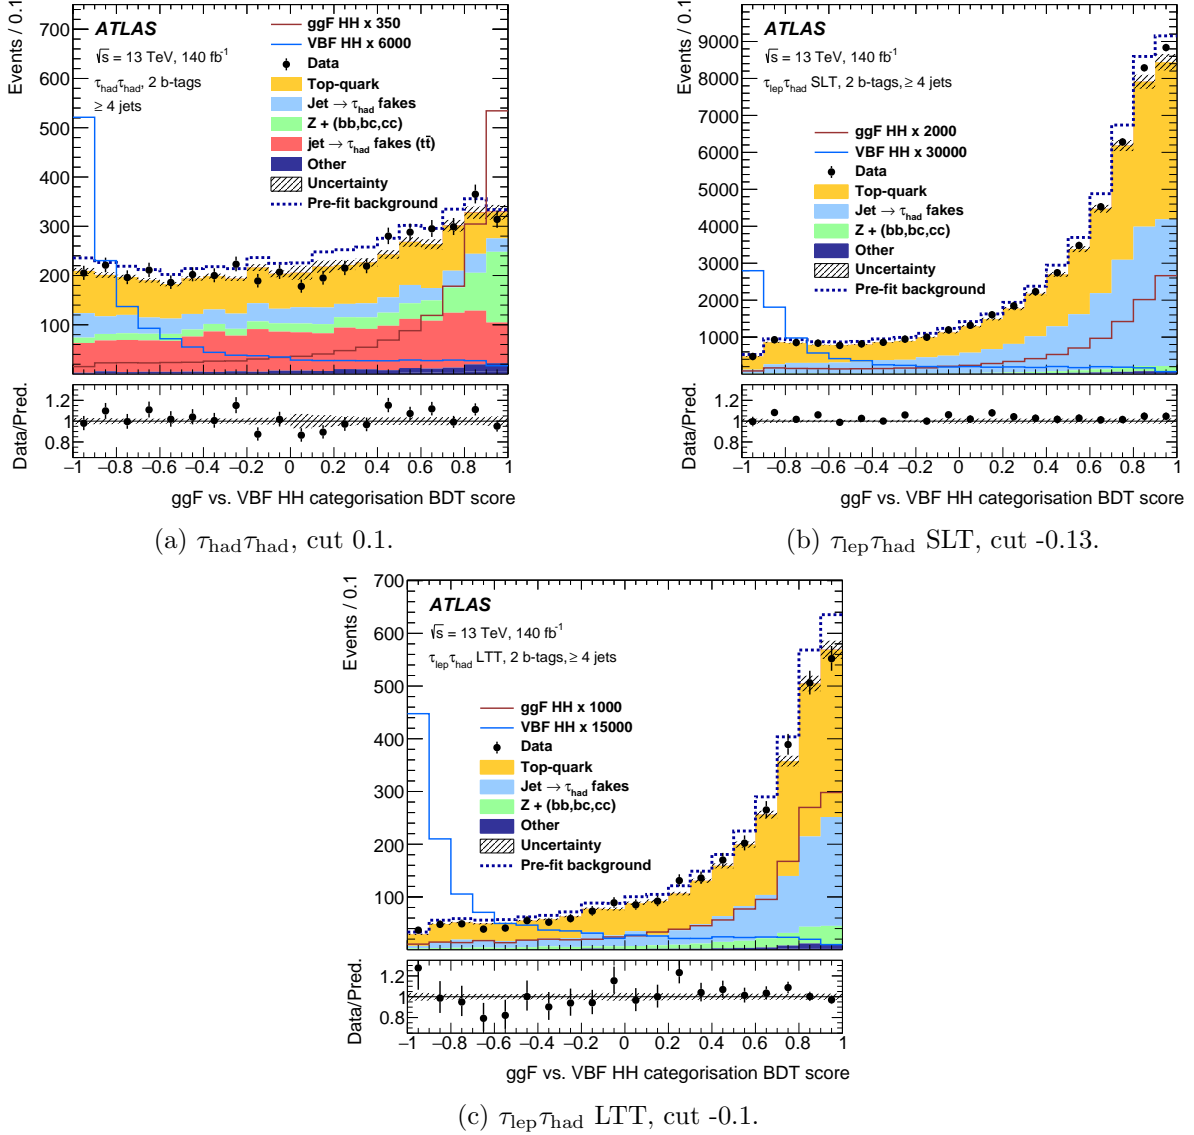 ATLAS
√s = 13 TeV, 140 fb⁻¹
τhadτhad, 2 b-tags
≥ 4 jets
ggF HH x 350
VBF HH x 6000
Data
Top-quark
Jet → τhad fakes
Z + (bb,bc,cc)
jet → τhad fakes (tt̄)
Other
Uncertainty
Pre-fit background
Events / 0.1
700
600
500
400
300
200
100
Data/Pred.
1.2
1
0.8
−1 −0.8 −0.6 −0.4 −0.2 0 0.2 0.4 0.6 0.8 1
ggF vs. VBF HH categorisation BDT score
(a) τhadτhad, cut 0.1.
ATLAS
√s = 13 TeV, 140 fb⁻¹
τlepτhad SLT, 2 b-tags, ≥ 4 jets
ggF HH x 2000
VBF HH x 30000
Data
Top-quark
Jet → τhad fakes
Z + (bb,bc,cc)
Other
Uncertainty
Pre-fit background
Events / 0.1
9000
8000
7000
6000
5000
4000
3000
2000
1000
Data/Pred.
1.2
1
0.8
−1 −0.8 −0.6 −0.4 −0.2 0 0.2 0.4 0.6 0.8 1
ggF vs. VBF HH categorisation BDT score
(b) τlepτhad SLT, cut -0.13.
ATLAS
√s = 13 TeV, 140 fb⁻¹
τlepτhad LTT, 2 b-tags, ≥ 4 jets
ggF HH x 1000
VBF HH x 15000
Data
Top-quark
Jet → τhad fakes
Z + (bb,bc,cc)
Other
Uncertainty
Pre-fit background
Events / 0.1
700
600
500
400
300
200
100
Data/Pred.
1.2
1
0.8
−1 −0.8 −0.6 −0.4 −0.2 0 0.2 0.4 0.6 0.8 1
ggF vs. VBF HH categorisation BDT score
(c) τlepτhad LTT, cut -0.1.